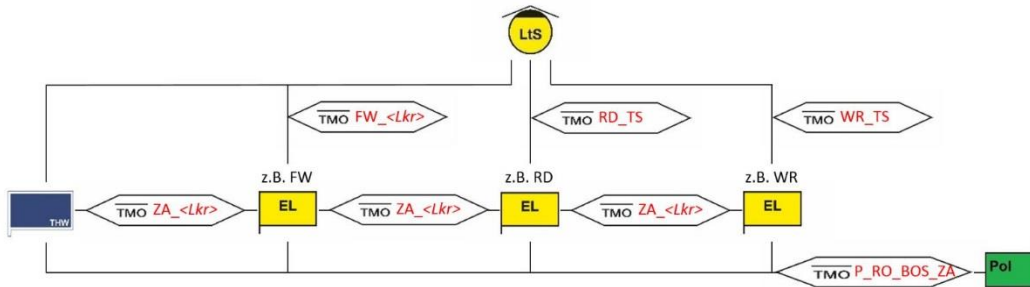 LtS
TMO FW_<Lkr>
TMO RD_TS
TMO WR_TS
z.B. FW
z.B. RD
z.B. WR
THW
TMO ZA_<Lkr>
EL
TMO ZA_<Lkr>
EL
TMO ZA_<Lkr>
EL
TMO P_RO_BOS_ZA
Pol